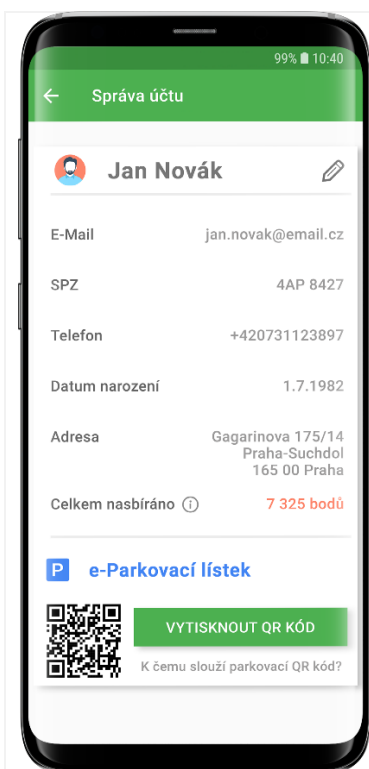 99% 10:40
Správa účtu
Jan Novák
E-Mail jan.novak@email.cz
SPZ 4AP 8427
Telefon +420731123897
Datum narození 1.7.1982
Adresa Gagarinova 175/14
Praha-Suchdol
165 00 Praha
Celkem nasbíráno 7 325 bodů
P e-Parkovací lístek
VYTISKNOUT QR KÓD
K čemu slouží parkovací QR kód?